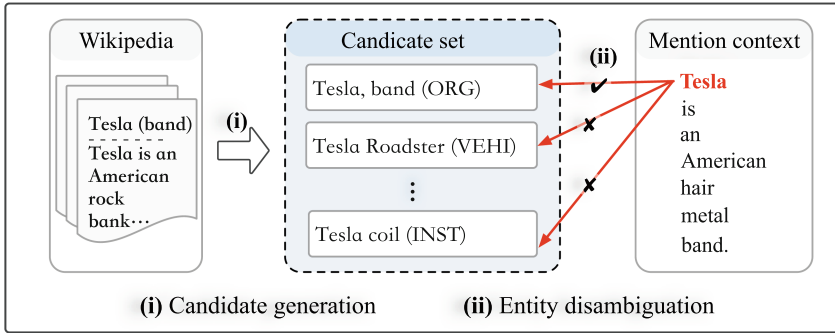 Wikipedia
Tesla (band)
Tesla is an
American
rock
bank···
(i)
Candicate set
Tesla, band (ORG)
Tesla Roadster (VEHI)
⋮
Tesla coil (INST)
(ii)
✔
✘
✘
Mention context
Tesla
is
an
American
hair
metal
band.
(i) Candidate generation
(ii) Entity disambiguation